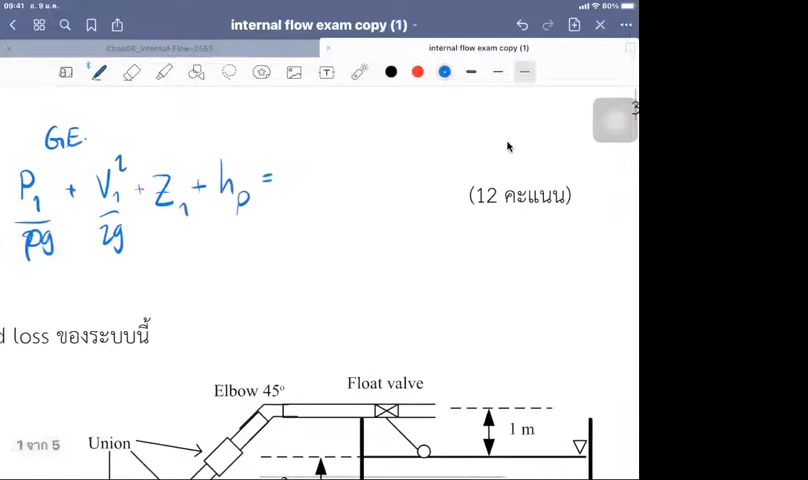 09:41 อ. 9 ม.ค.
80%
internal flow exam copy (1)
Chap08_Internal-Flow-2563
internal flow exam copy (1)
T
3
G.E.
P₁/ρg + V₁²/2g + Z₁ + hp =
(12 คะแนน)
d loss ของระบบนี้
Elbow 45°
Float valve
1 m
1 จาก 5
Union